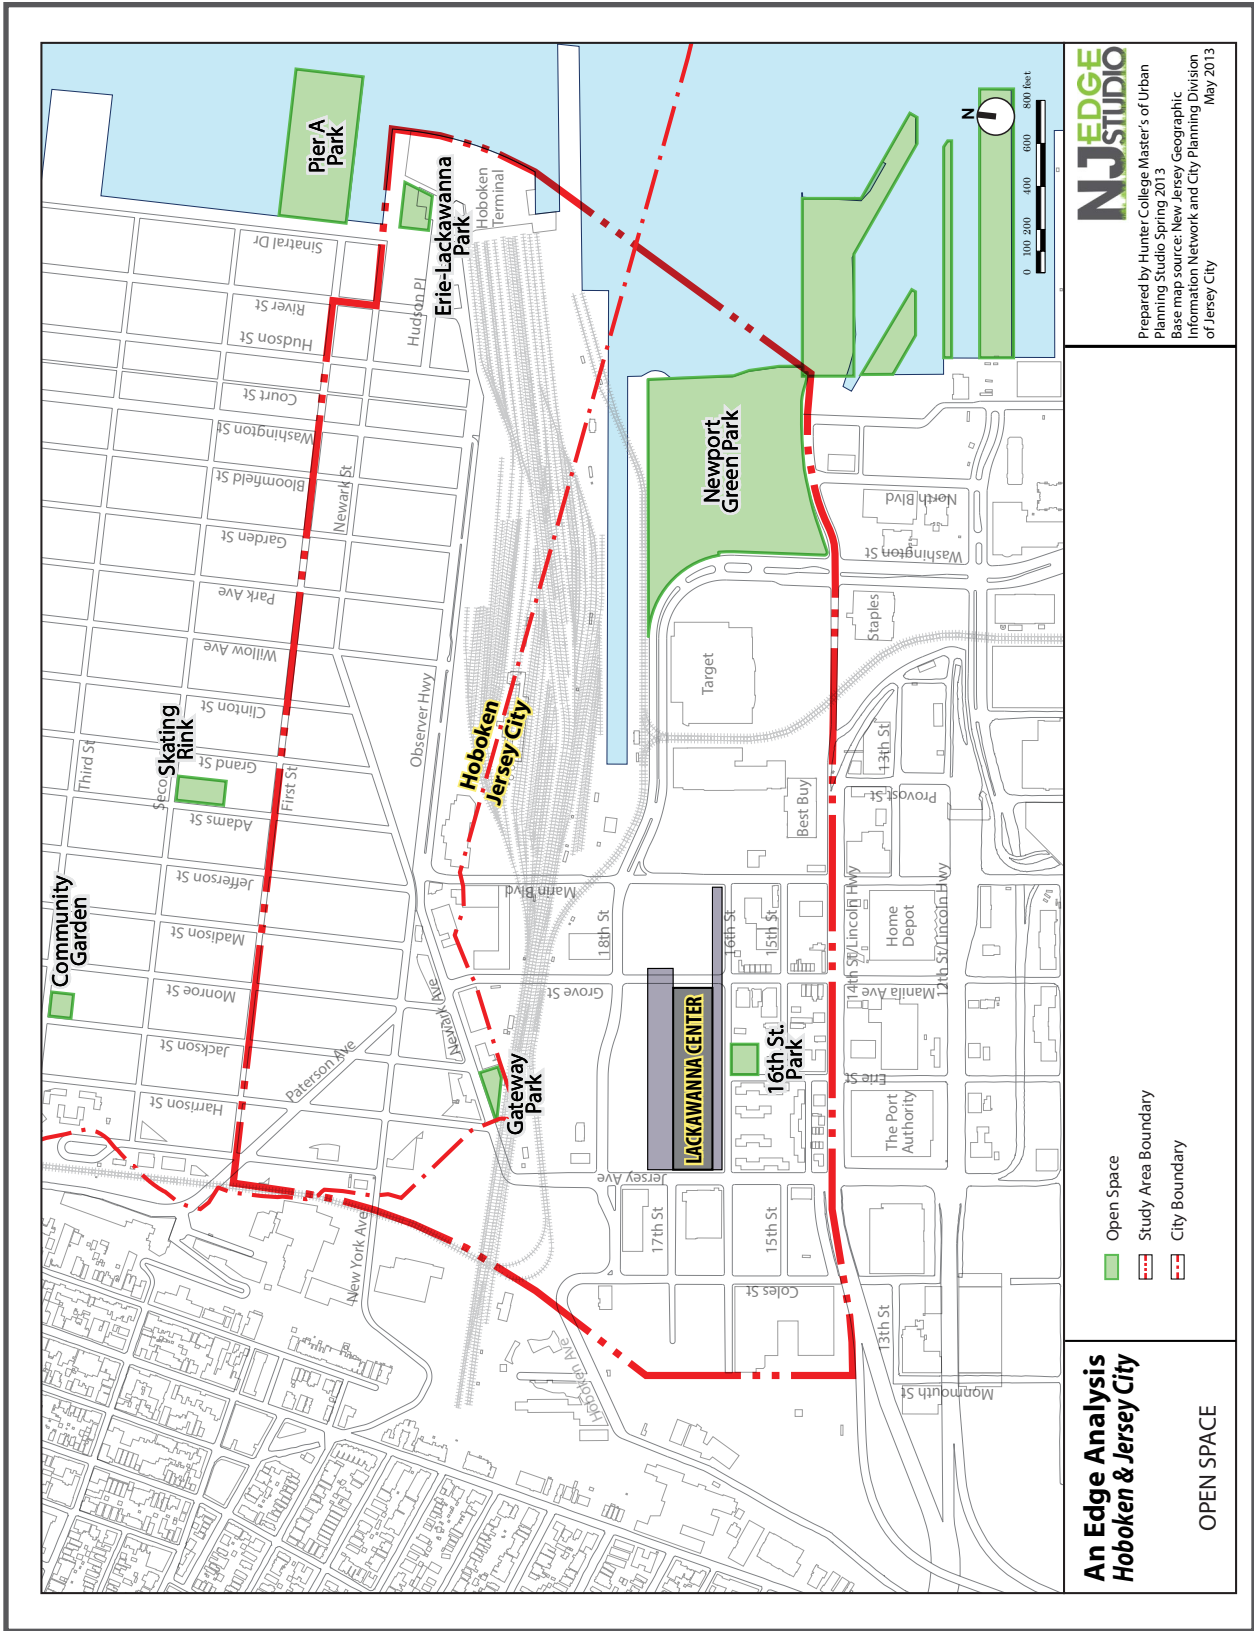 Community
Garden
Skating
Rink
Pier A
Park
Erie-Lackawanna
Park
Hoboken
Terminal
Gateway
Park
Newport
Green Park
16th St.
Park
LACKAWANNA CENTER
Hoboken
Jersey City
Third St
Seco
First St
Newark St
Hudson Pl
Observer Hwy
Newark Ave
Paterson Ave
New York Ave
Hoboken Ave
Harrison St
Jackson St
Monroe St
Madison St
Jefferson St
Adams St
Grand St
Clinton St
Willow Ave
Park Ave
Garden St
Bloomfield St
Washington St
Court St
Hudson St
River St
Sinatral Dr
Marin Blvd
Grove St
Jersey Ave
Coles St
Monmouth St
18th St
17th St
16th St
15th St
15th St
14th St/Lincoln Hwy
13th St
13th St
12th St/Lincoln Hwy
Manila Ave
Erie St
Provost St
Washington St
North Blvd
Target
Staples
Best Buy
Home
Depot
The Port
Authority
N
0 100 200 400 600 800 feet
An Edge Analysis
Hoboken & Jersey City
OPEN SPACE
Open Space
Study Area Boundary
City Boundary
NJ EDGE
STUDIO
Prepared by Hunter College Master's of Urban
Planning Studio Spring 2013
Base map source: New Jersey Geographic
Information Network and City Planning Division
of Jersey City
May 2013